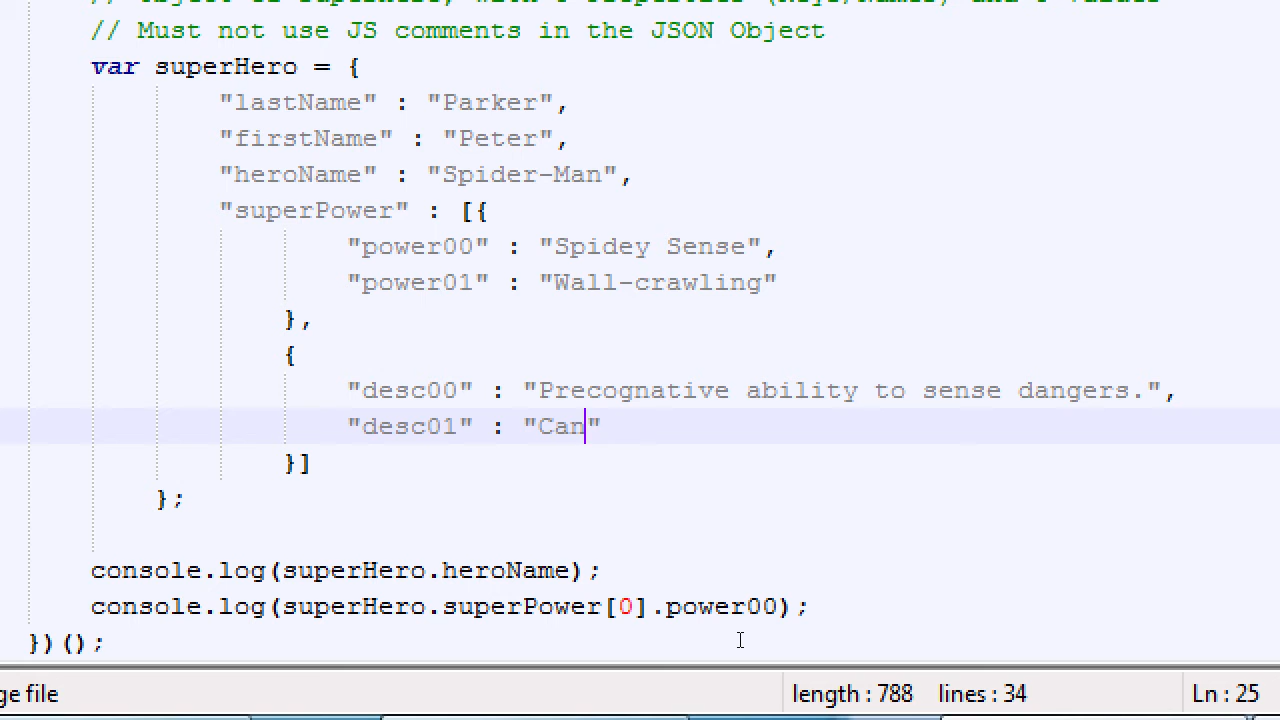 // Must not use JS comments in the JSON Object
var superHero = {
"lastName" : "Parker",
"firstName" : "Peter",
"heroName" : "Spider-Man",
"superPower" : [{
"power00" : "Spidey Sense",
"power01" : "Wall-crawling"
},
{
"desc00" : "Precognative ability to sense dangers.",
"desc01" : "Can"
}]
};
console.log(superHero.heroName);
console.log(superHero.superPower[0].power00);
})();
ge file length : 788 lines : 34 Ln : 25